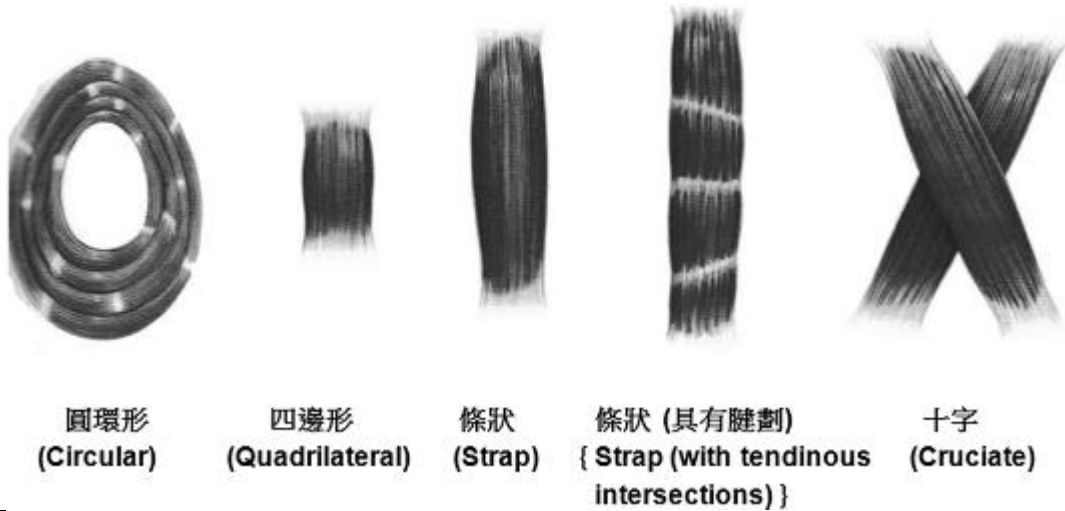 圓環形
(Circular)
四邊形
(Quadrilateral)
條狀
(Strap)
條狀 (具有腱劃)
{ Strap (with tendinous
intersections) }
十字
(Cruciate)